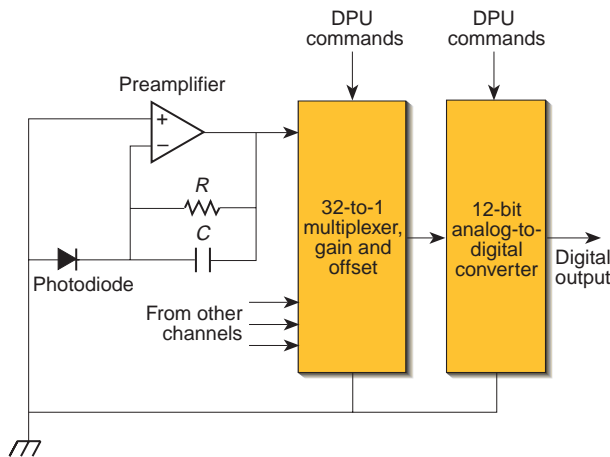 DPU
commands
DPU
commands
Preamplifier
+
−
R
C
Photodiode
From other
channels
32-to-1
multiplexer,
gain and
offset
12-bit
analog-to-
digital
converter
Digital
output